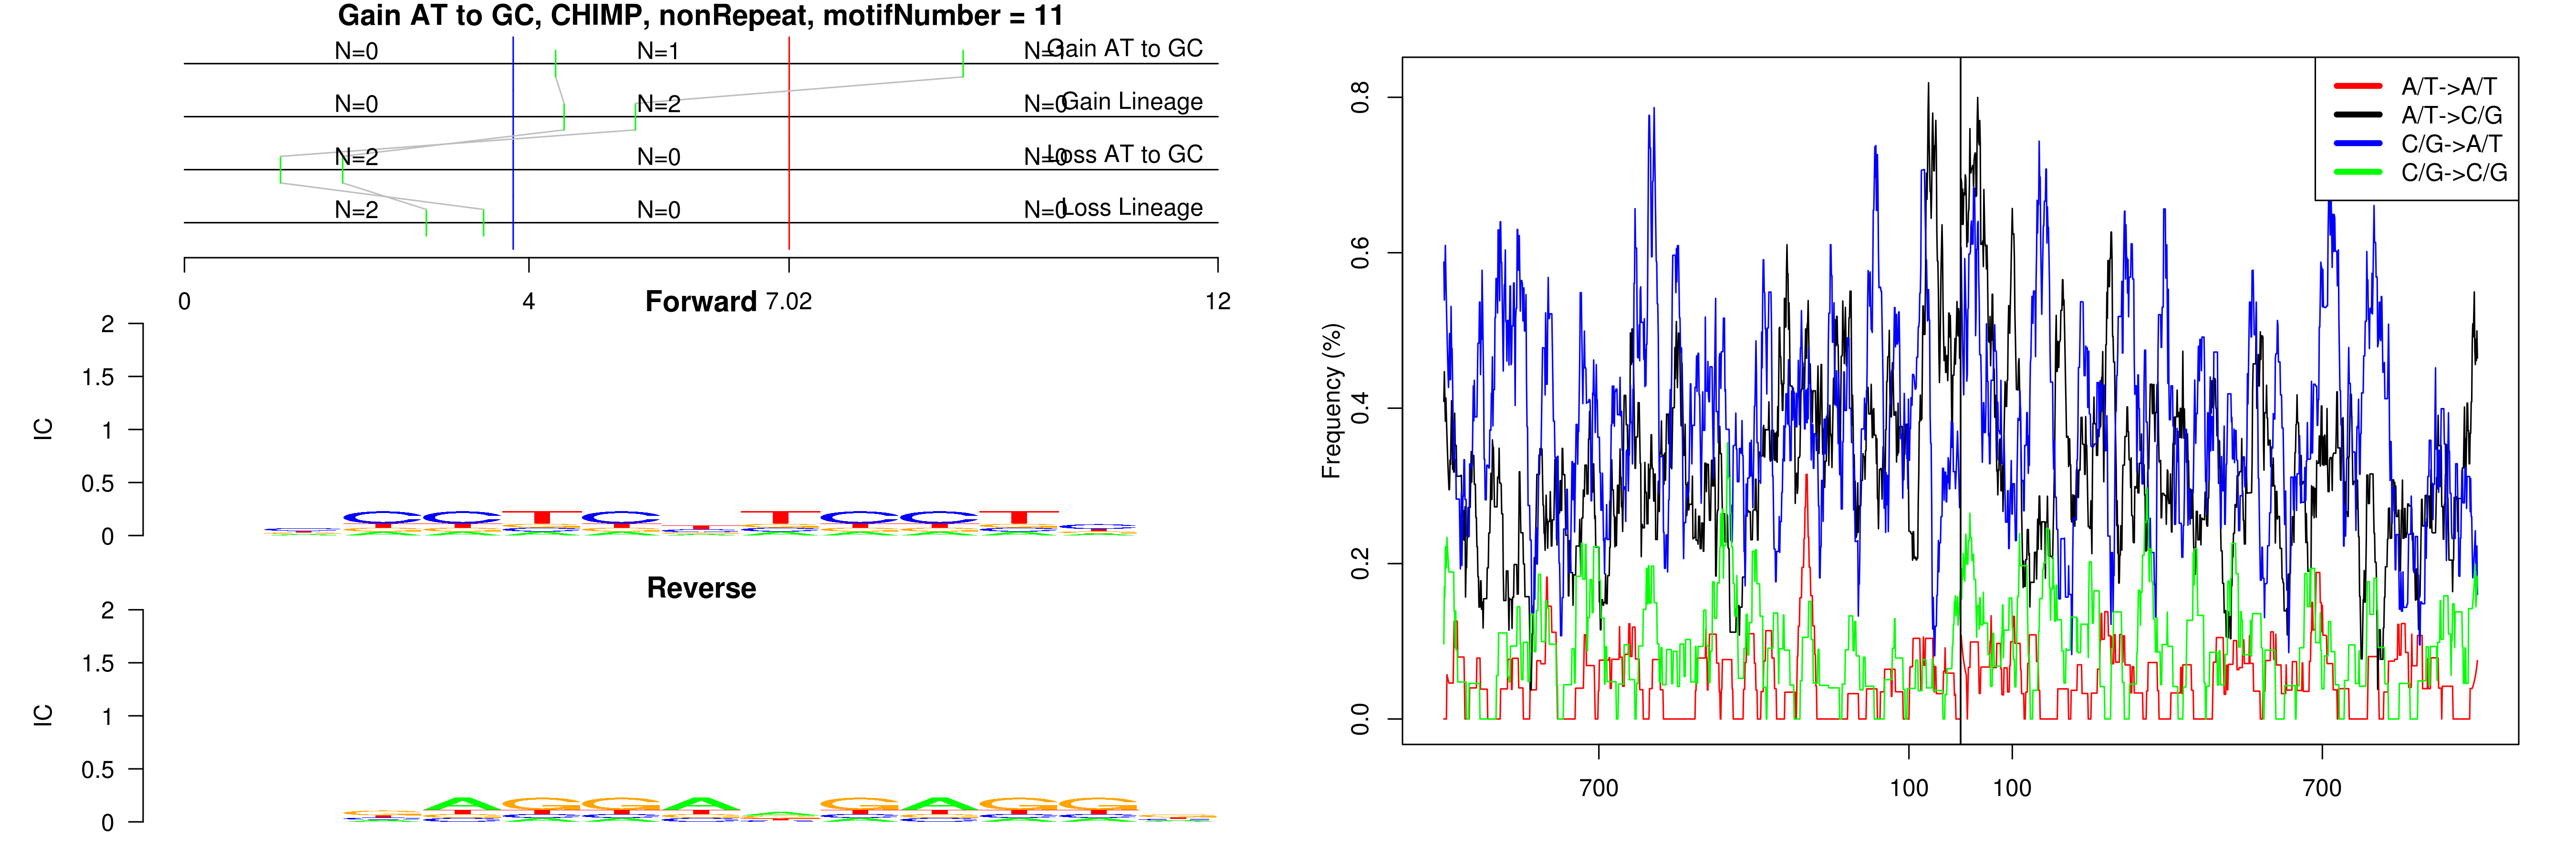 Gain AT to GC, CHIMP, nonRepeat, motifNumber = 11
N=0 N=1 N=1 Gain AT to GC
N=0 N=2 N=0 Gain Lineage
N=2 N=0 N=0 Loss AT to GC
N=2 N=0 N=0 Loss Lineage
0 4 7.02 12
Forward
2
1.5
1
0.5
0
IC
CCTCTTCCTC
Reverse
2
1.5
1
0.5
0
IC
GAGGAAGAGGG
Frequency (%)
0.8
0.6
0.4
0.2
0.0
700 100 100 700
A/T->A/T
A/T->C/G
C/G->A/T
C/G->C/G